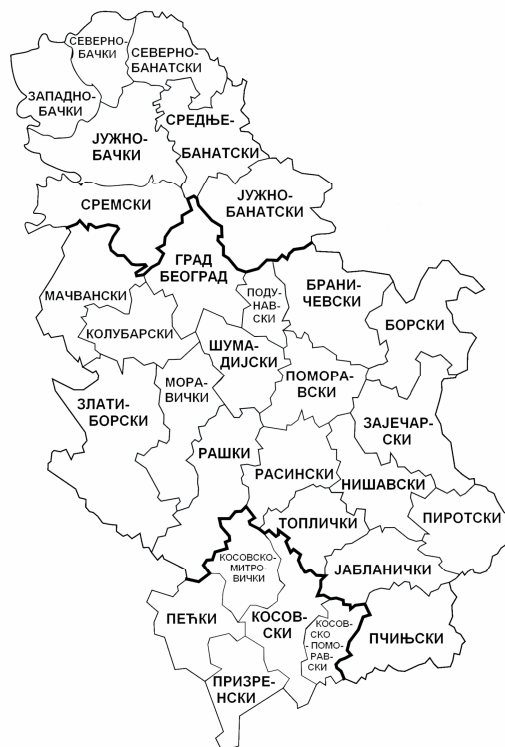 СЕВЕРНО-
БАЧКИ
СЕВЕРНО-
БАНАТСКИ
ЗАПАДНО-
БАЧКИ
ЈУЖНО-
БАЧКИ
СРЕДЊЕ-
БАНАТСКИ
СРЕМСКИ
ЈУЖНО-
БАНАТСКИ
ГРАД
БЕОГРАД
МАЧВАНСКИ
КОЛУБАРСКИ
ПОДУ-
НАВ-
СКИ
БРАНИ-
ЧЕВСКИ
БОРСКИ
ШУМА-
ДИЈСКИ
ЗЛАТИ-
БОРСКИ
МОРА-
ВИЧКИ
ПОМОРА-
ВСКИ
ЗАЈЕЧАР-
СКИ
РАШКИ
РАСИНСКИ
НИШАВСКИ
ТОПЛИЧКИ
ПИРОТСКИ
КОСОВСКО-
МИТРО-
ВИЧКИ
ЈАБЛАНИЧКИ
ПЕЋКИ
КОСОВ-
СКИ
КОСОВ-
СКО
- ПОМО-
РАВ-
СКИ
ПЧИЊСКИ
ПРИЗРЕ-
НСКИ